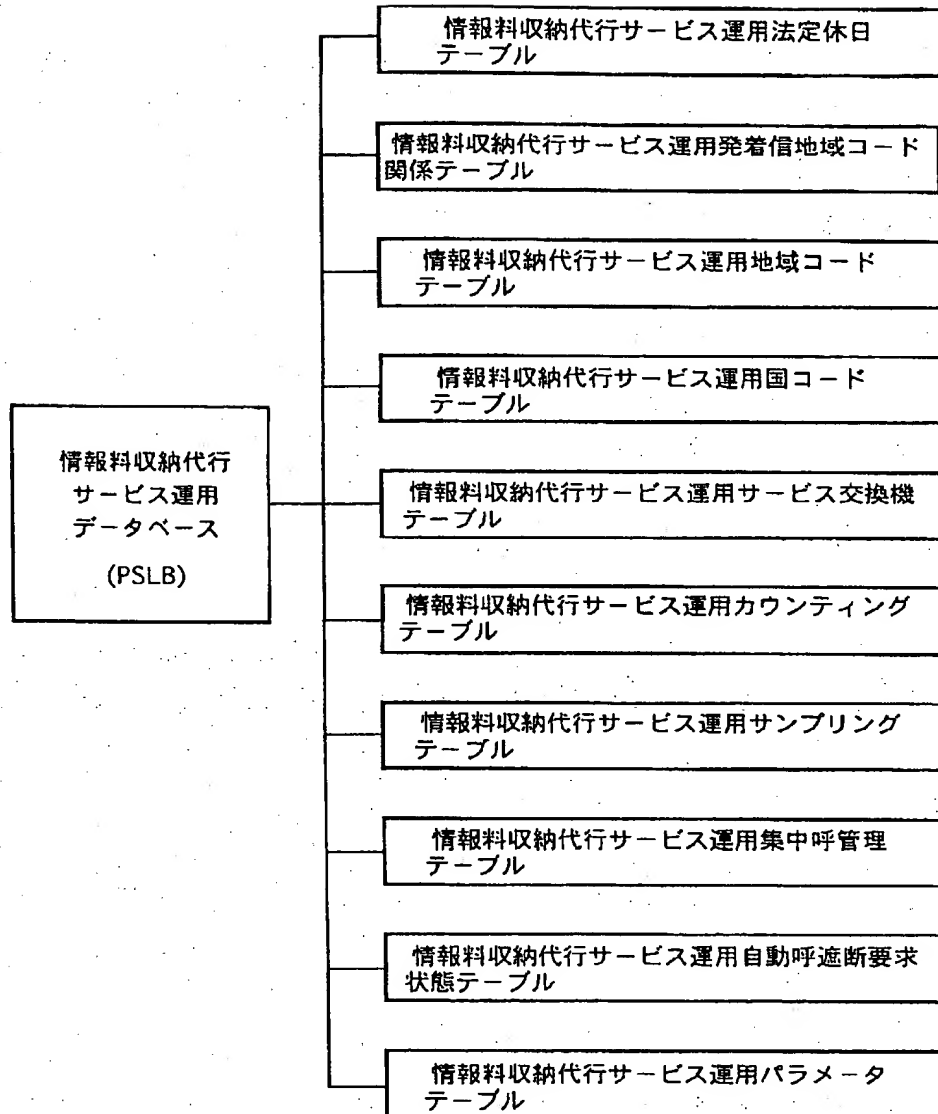 情報料収納代行サービス運用法定休日
テーブル
情報料収納代行サービス運用発着信地域コード
関係テーブル
情報料収納代行サービス運用地域コード
テーブル
情報料収納代行サービス運用国コード
テーブル
情報料収納代行
サービス運用
データベース
(PSLB)
情報料収納代行サービス運用サービス交換機
テーブル
情報料収納代行サービス運用カウンティング
テーブル
情報料収納代行サービス運用サンプリング
テーブル
情報料収納代行サービス運用集中呼管理
テーブル
情報料収納代行サービス運用自動呼遮断要求
状態テーブル
情報料収納代行サービス運用パラメータ
テーブル